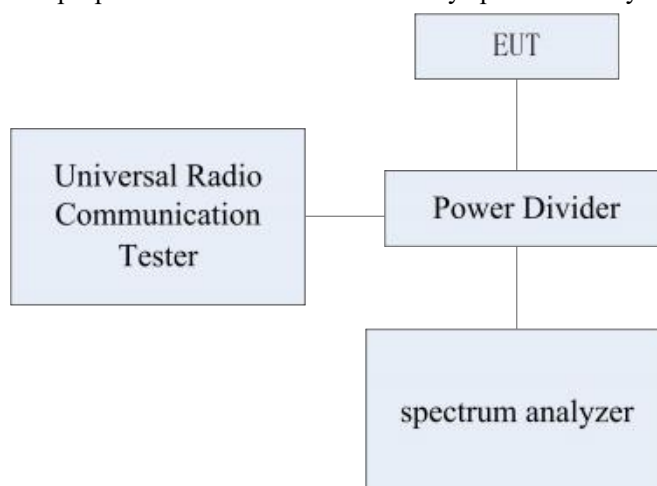 EUT
Universal Radio
Communication
Tester
Power Divider
spectrum analyzer